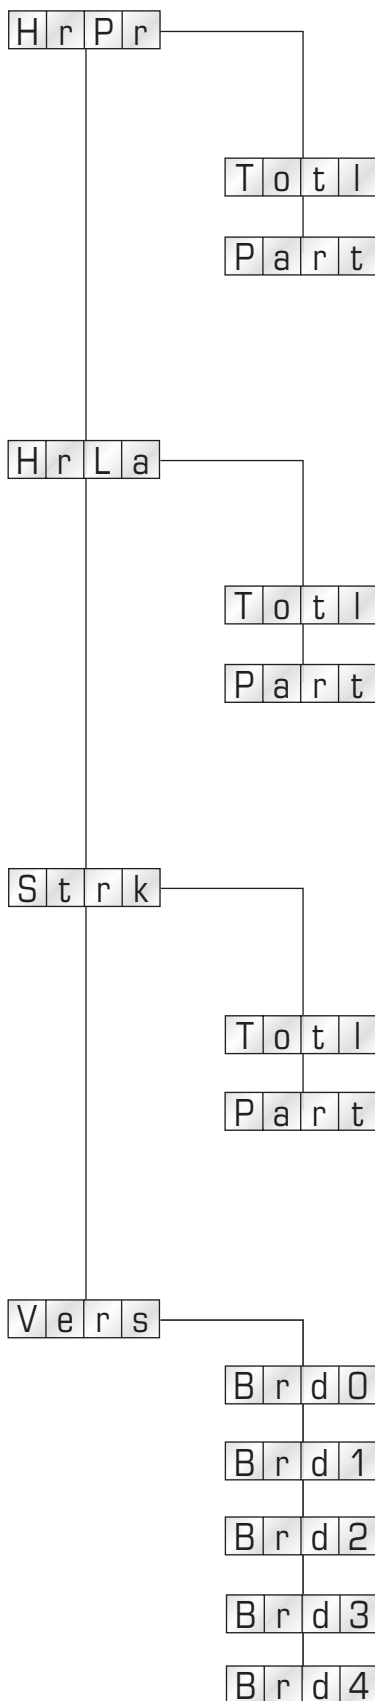 HrPr
Totl
Part
HrLa
Totl
Part
Strk
Totl
Part
Vers
Brd0
Brd1
Brd2
Brd3
Brd4